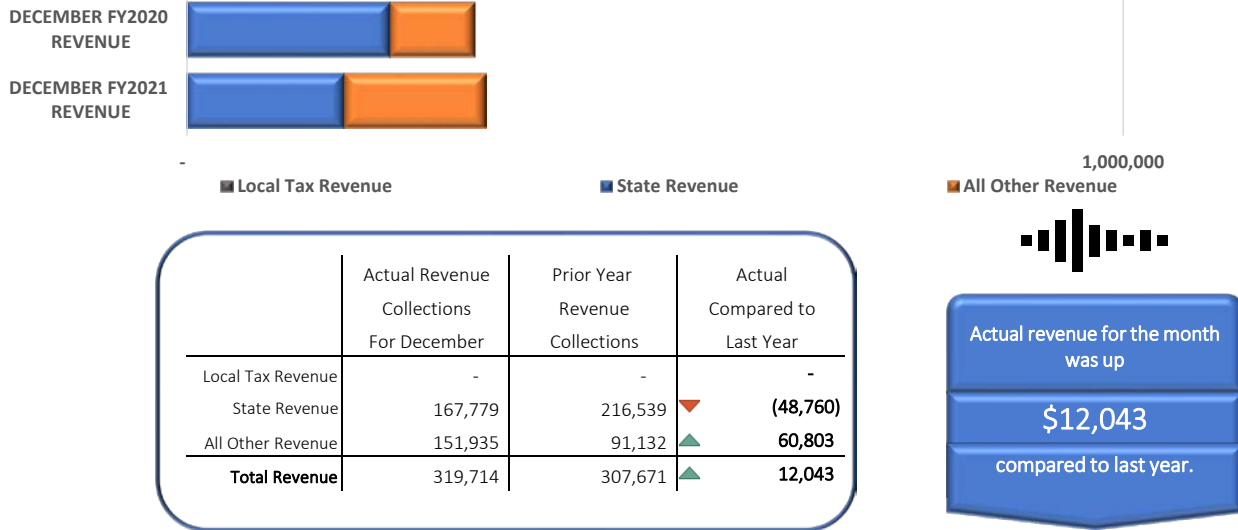 DECEMBER FY2020
REVENUE
DECEMBER FY2021
REVENUE
- 1,000,000
Local Tax Revenue State Revenue All Other Revenue
Actual Revenue Prior Year Actual
Collections Revenue Compared to
For December Collections Last Year
Local Tax Revenue - - -
State Revenue 167,779 216,539 (48,760)
All Other Revenue 151,935 91,132 60,803
Total Revenue 319,714 307,671 12,043
Actual revenue for the month
was up
$12,043
compared to last year.